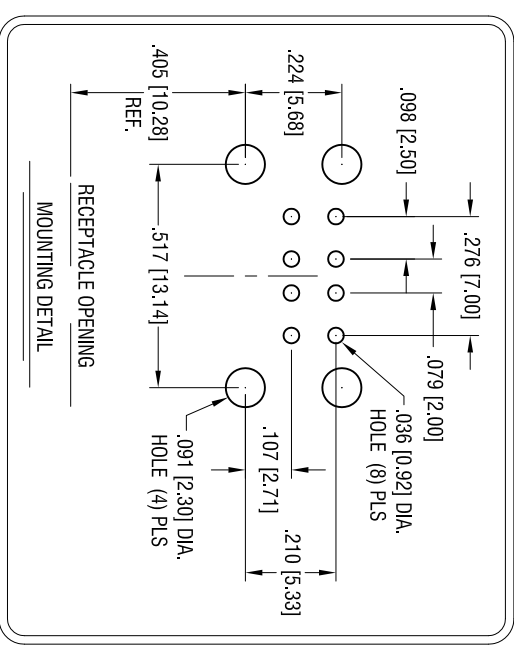 .276 [7.00]
.098 [2.50]
.079 [2.00]
.036 [0.92] DIA.
HOLE (8) PLS
.224 [5.68]
.210 [5.33]
.107 [2.71]
.091 [2.30] DIA.
HOLE (4) PLS
.405 [10.28]
REF.
.517 [13.14]
RECEPTACLE OPENING
MOUNTING DETAIL